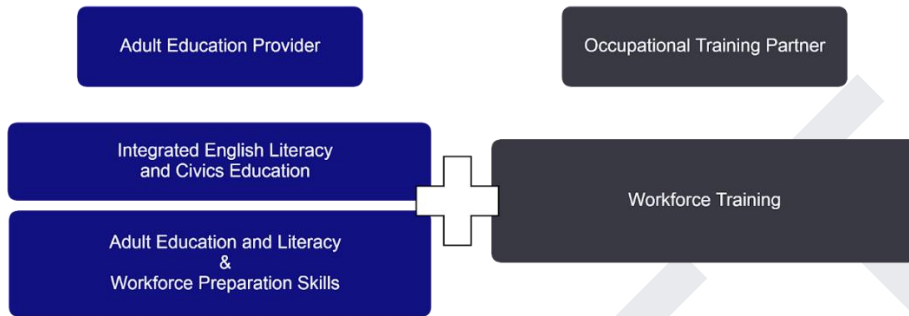 Adult Education Provider
Occupational Training Partner
Integrated English Literacy
and Civics Education
Adult Education and Literacy
&
Workforce Preparation Skills
Workforce Training